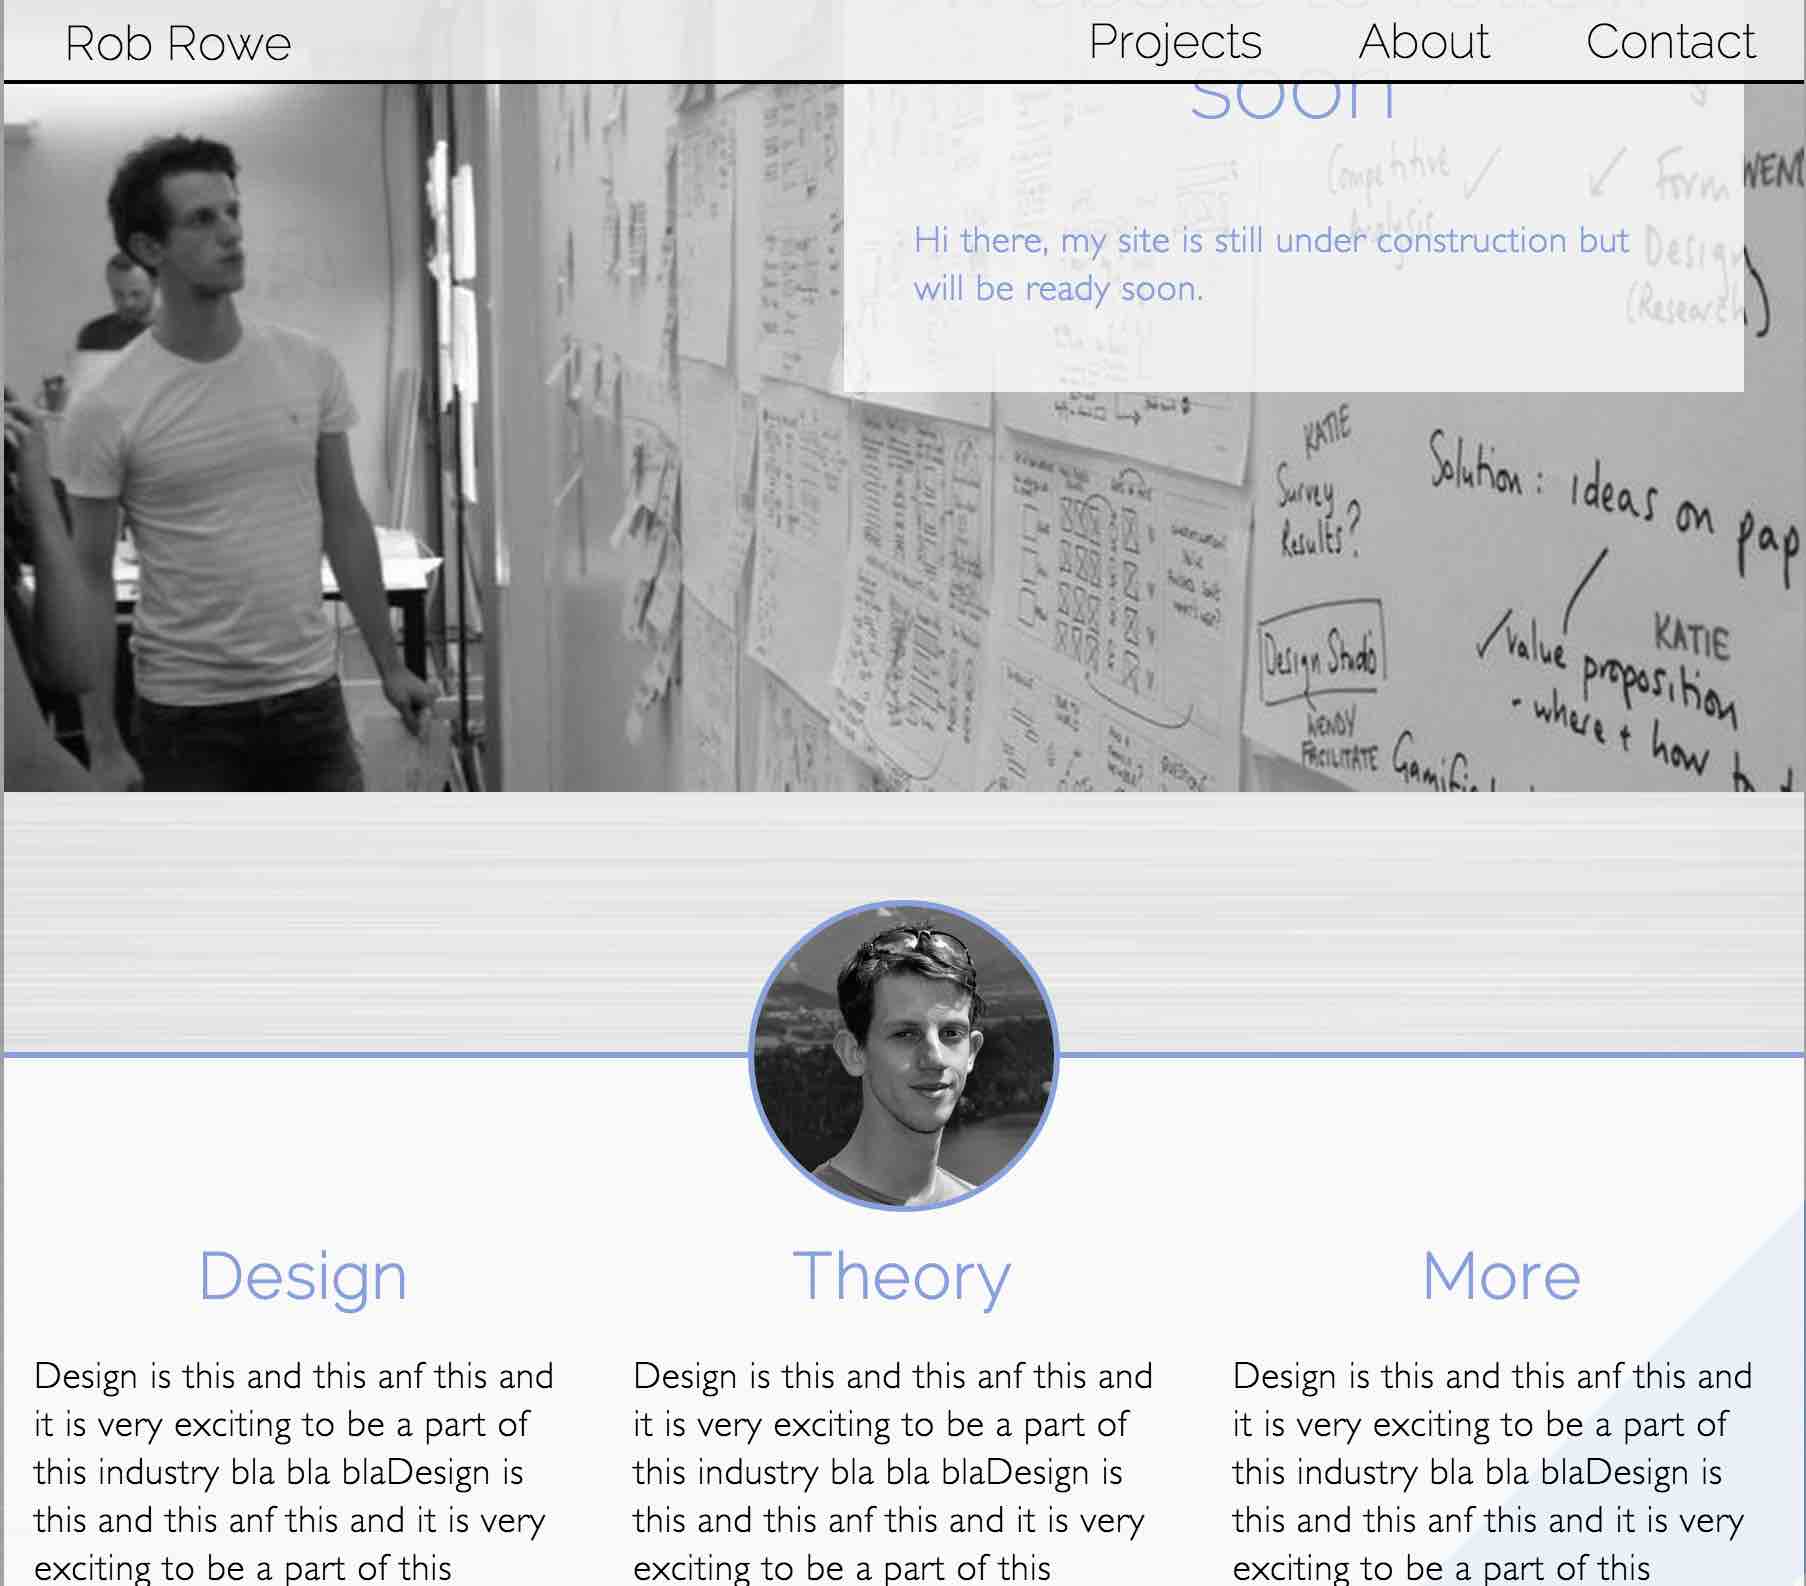 Rob Rowe
Projects
About
Contact
soon
Competitive
Analysis
Form
WEND
Design
(Research)
Hi there, my site is still under construction but
will be ready soon.
KATIE
Survey
Results?
Solution: ideas on pap
Design Studio
WENDY
FACILITATE
KATIE
value proposition
- where + how to
Design
Design is this and this anf this and
it is very exciting to be a part of
this industry bla bla blaDesign is
this and this anf this and it is very
exciting to be a part of this
Theory
Design is this and this anf this and
it is very exciting to be a part of
this industry bla bla blaDesign is
this and this anf this and it is very
exciting to be a part of this
More
Design is this and this anf this and
it is very exciting to be a part of
this industry bla bla blaDesign is
this and this anf this and it is very
exciting to be a part of this